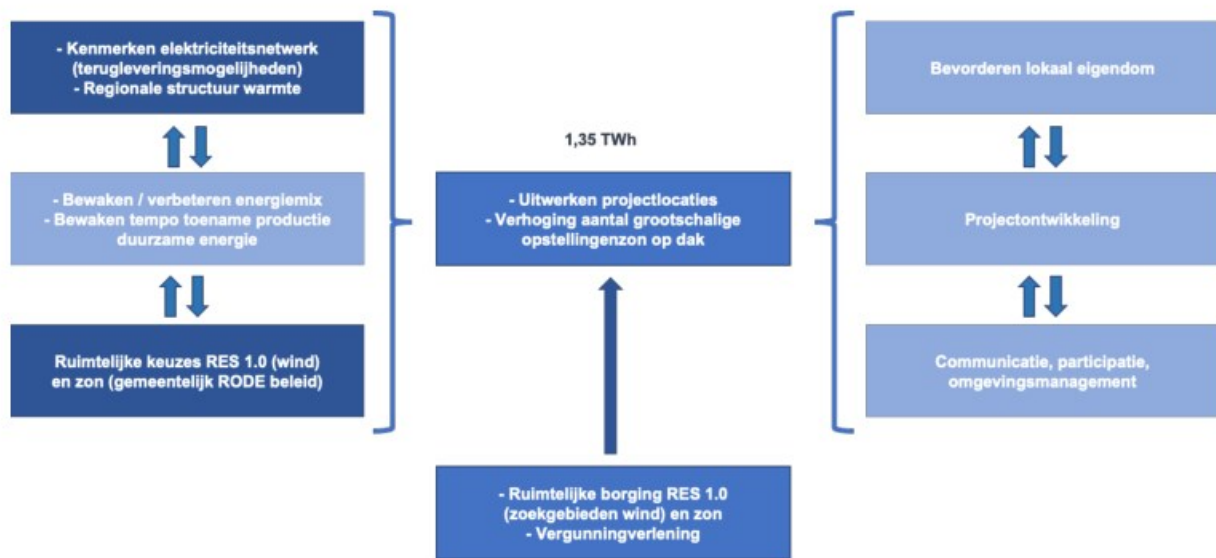 - Kenmerken elektriciteitsnetwerk
(terugleveringsmogelijheden)
- Regionale structuur warmte
- Bewaken / verbeteren energiemix
- Bewaken tempo toename productie
duurzame energie
Ruimtelijke keuzes RES 1.0 (wind)
en zon (gemeentelijk RODE beleid)
1,35 TWh
- Uitwerken projectlocaties
- Verhoging aantal grootschalige
opstellingenzon op dak
- Ruimtelijke borging RES 1.0
(zoekgebieden wind) en zon
- Vergunningverlening
Bevorderen lokaal eigendom
Projectontwikkeling
Communicatie, participatie,
omgevingsmanagement